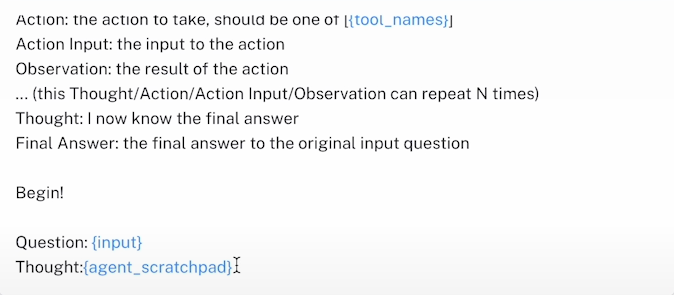 Action: the action to take, should be one of [{tool_names}]
Action Input: the input to the action
Observation: the result of the action
... (this Thought/Action/Action Input/Observation can repeat N times)
Thought: I now know the final answer
Final Answer: the final answer to the original input question
Begin!
Question: {input}
Thought:{agent_scratchpad}